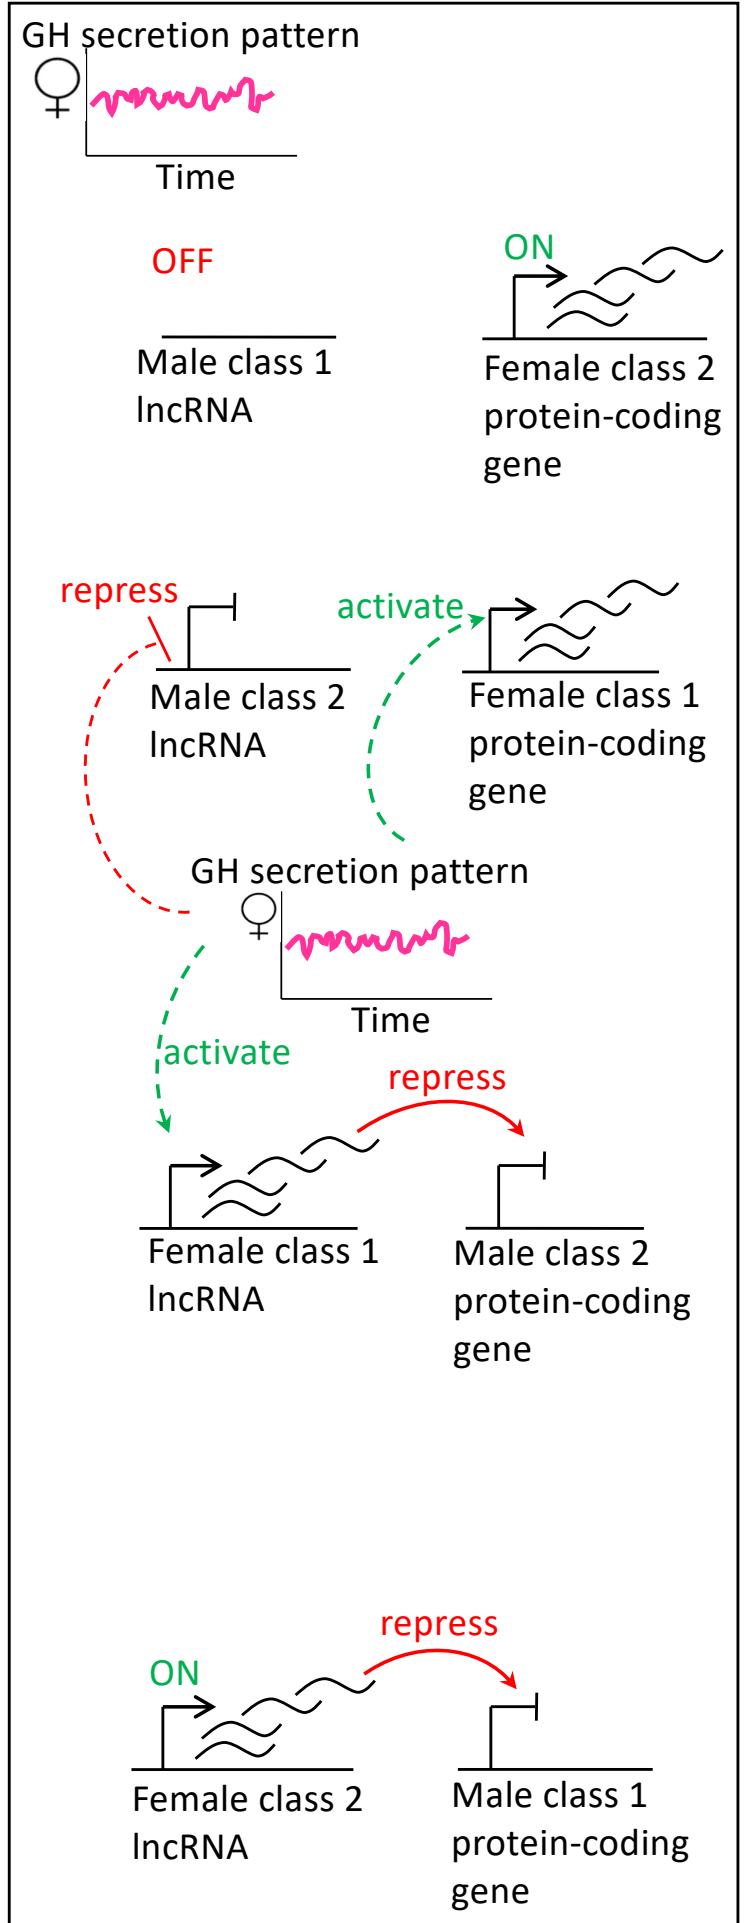 GH secretion pattern
Time
OFF
ON
Male class 1
lncRNA
Female class 2
protein-coding
gene
repress
activate
Male class 2
lncRNA
Female class 1
protein-coding
gene
GH secretion pattern
Time
activate
repress
Female class 1
lncRNA
Male class 2
protein-coding
gene
repress
ON
Female class 2
lncRNA
Male class 1
protein-coding
gene